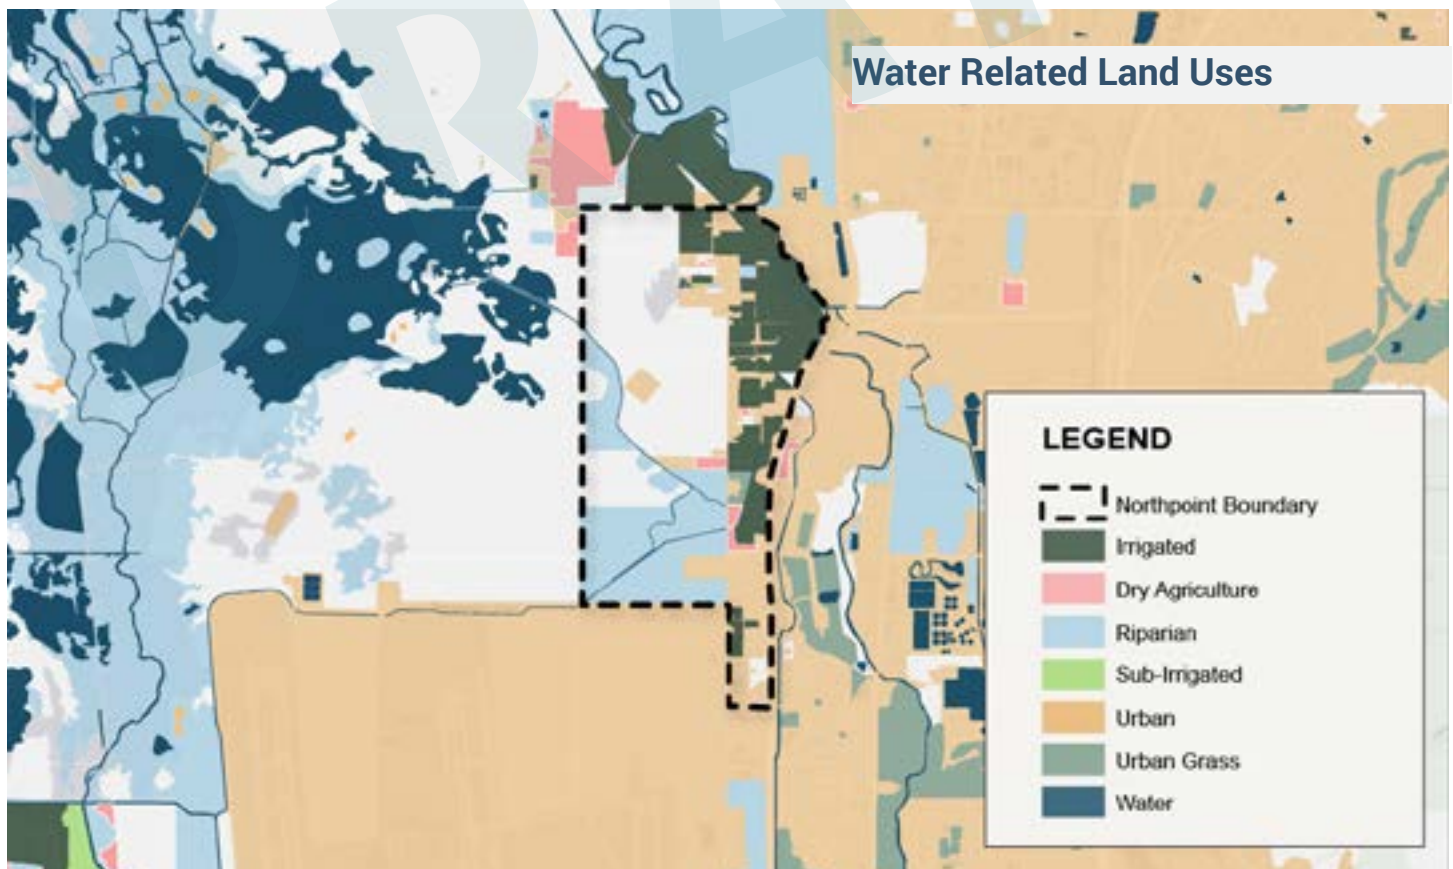 Water Related Land Uses
LEGEND
Northpoint Boundary
Irrigated
Dry Agriculture
Riparian
Sub-Irrigated
Urban
Urban Grass
Water